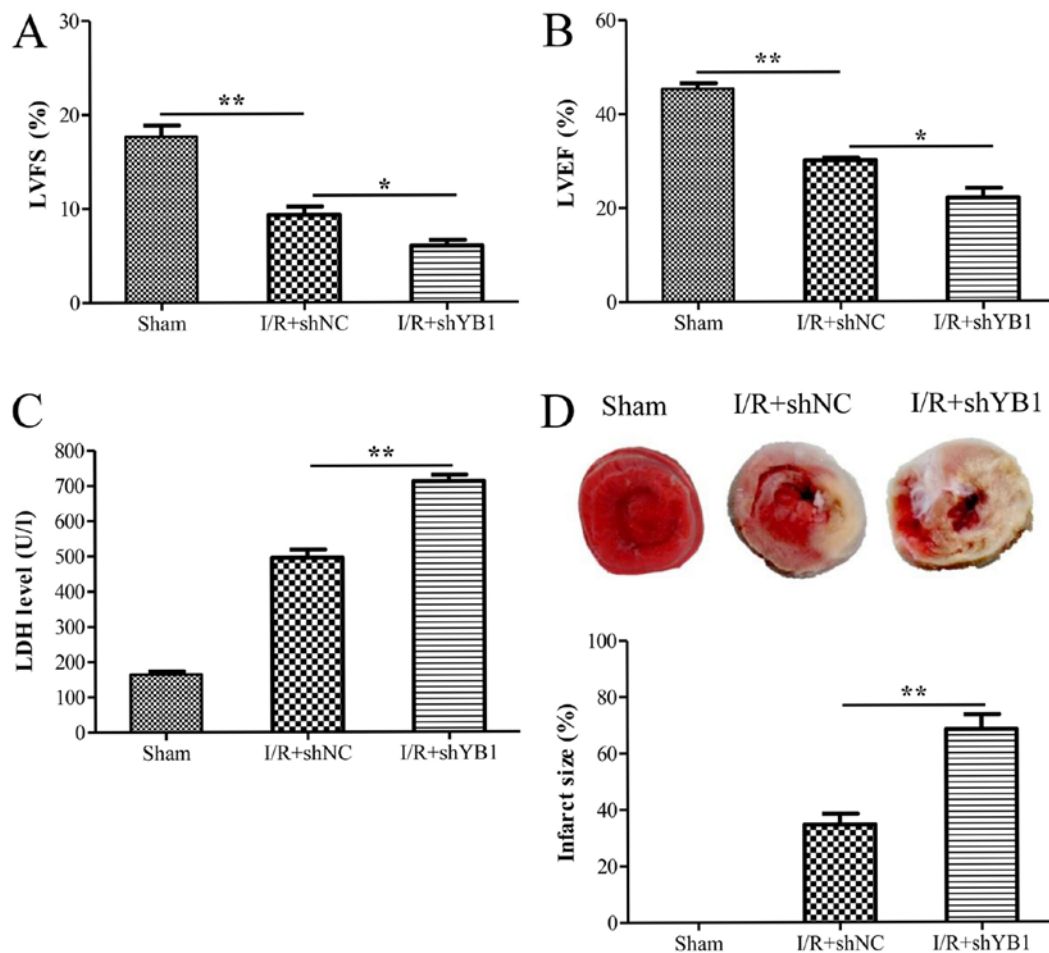 A
LVFS (%)
30
20
10
0
**
*
Sham
I/R+shNC
I/R+shYB1
B
LVEF (%)
60
40
20
0
**
*
Sham
I/R+shNC
I/R+shYB1
C
LDH level (U/l)
800
700
600
500
400
300
200
100
0
**
Sham
I/R+shNC
I/R+shYB1
D
Sham
I/R+shNC
I/R+shYB1
Infarct size (%)
100
80
60
40
20
0
**
Sham
I/R+shNC
I/R+shYB1